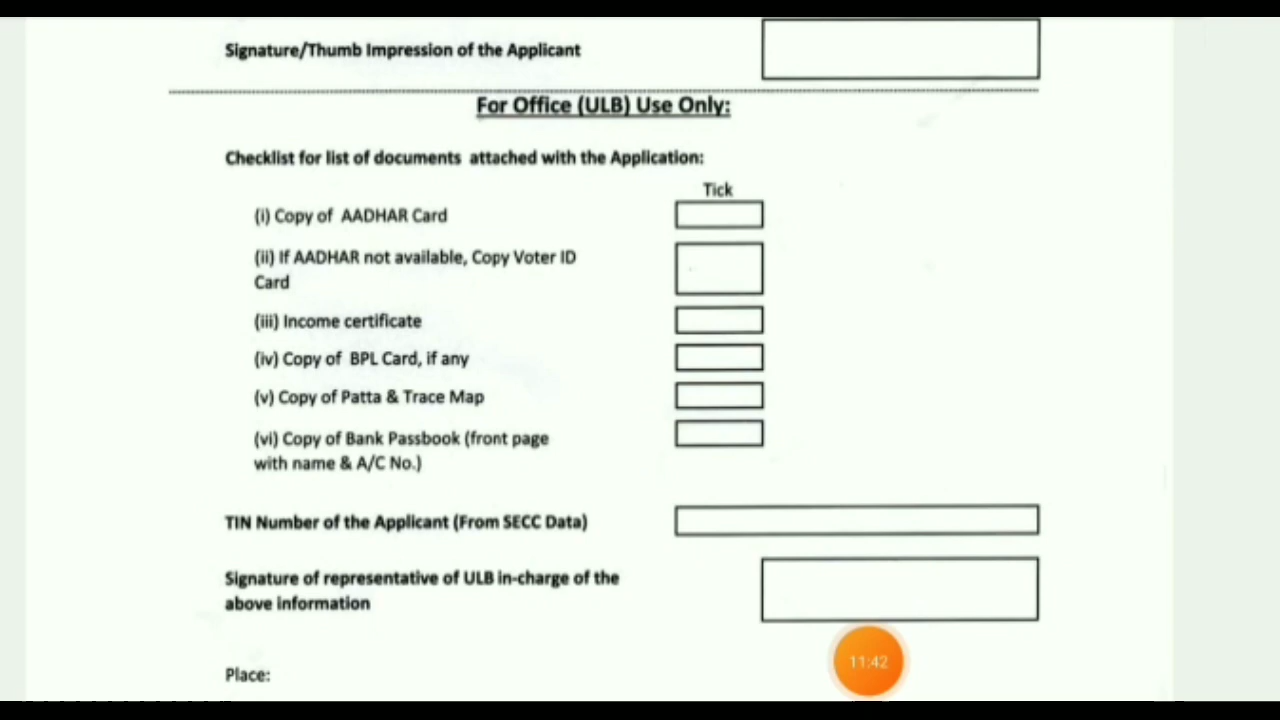 Signature/Thumb Impression of the Applicant
For Office (ULB) Use Only:
Checklist for list of documents attached with the Application:
Tick
(i) Copy of AADHAR Card
(ii) If AADHAR not available, Copy Voter ID
Card
(iii) Income certificate
(iv) Copy of BPL Card, if any
(v) Copy of Patta & Trace Map
(vi) Copy of Bank Passbook (front page
with name & A/C No.)
TIN Number of the Applicant (From SECC Data)
Signature of representative of ULB in-charge of the
above information
11:42
Place: